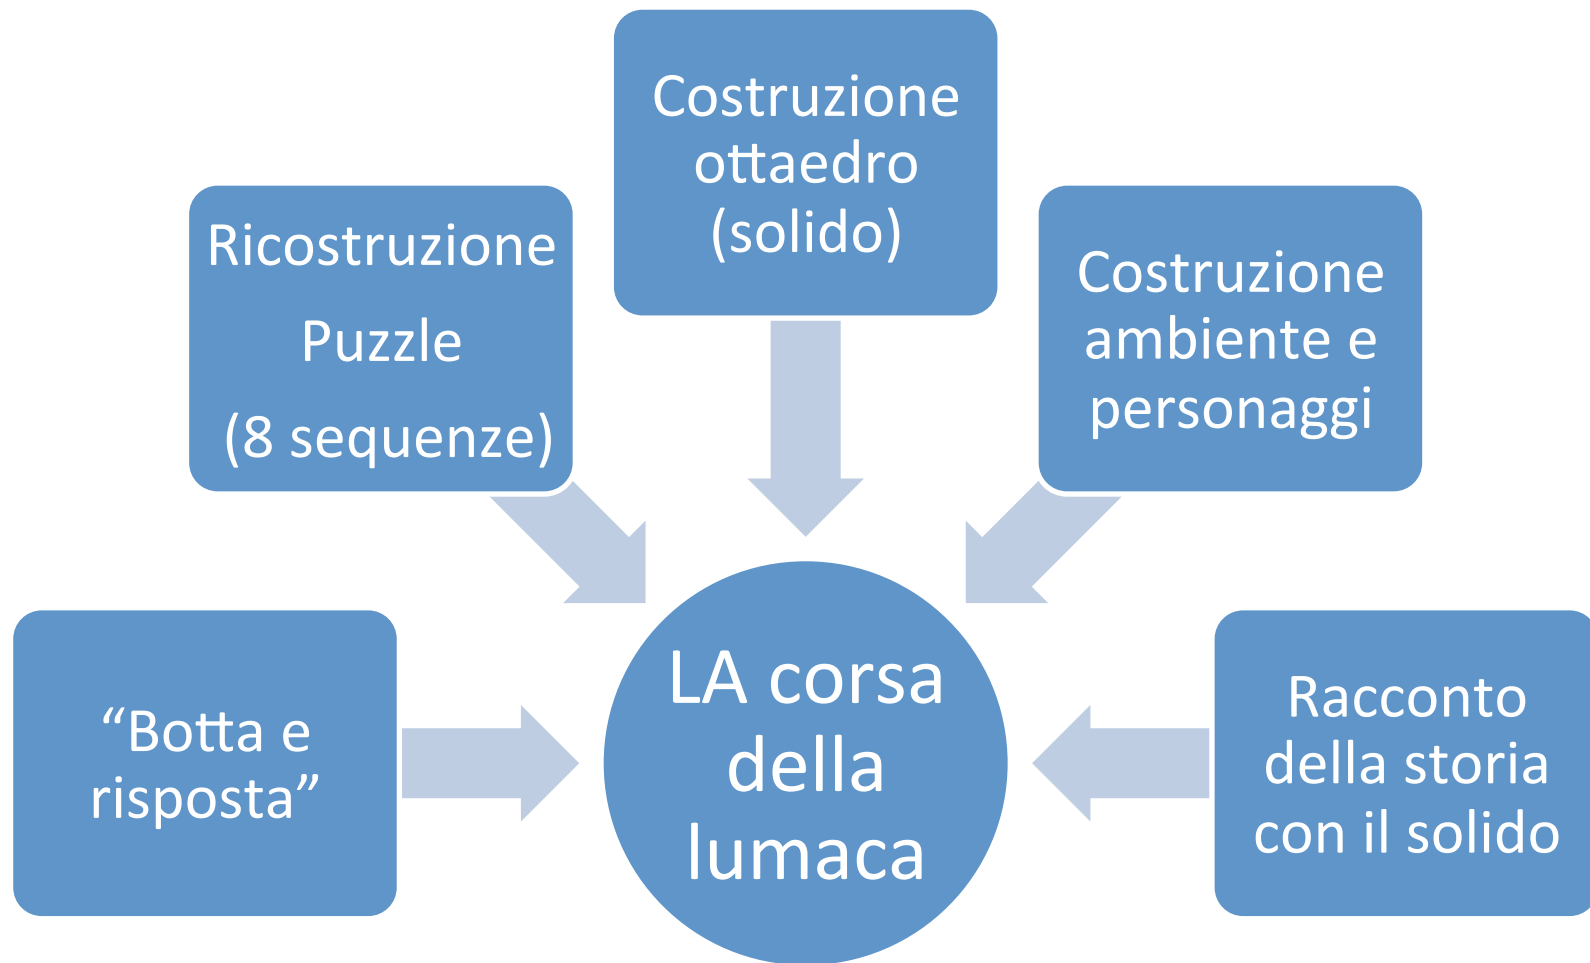 Costruzione
ottaedro
(solido)
Ricostruzione
Puzzle
(8 sequenze)
Costruzione
ambiente e
personaggi
“Botta e
risposta”
LA corsa
della
lumaca
Racconto
della storia
con il solido